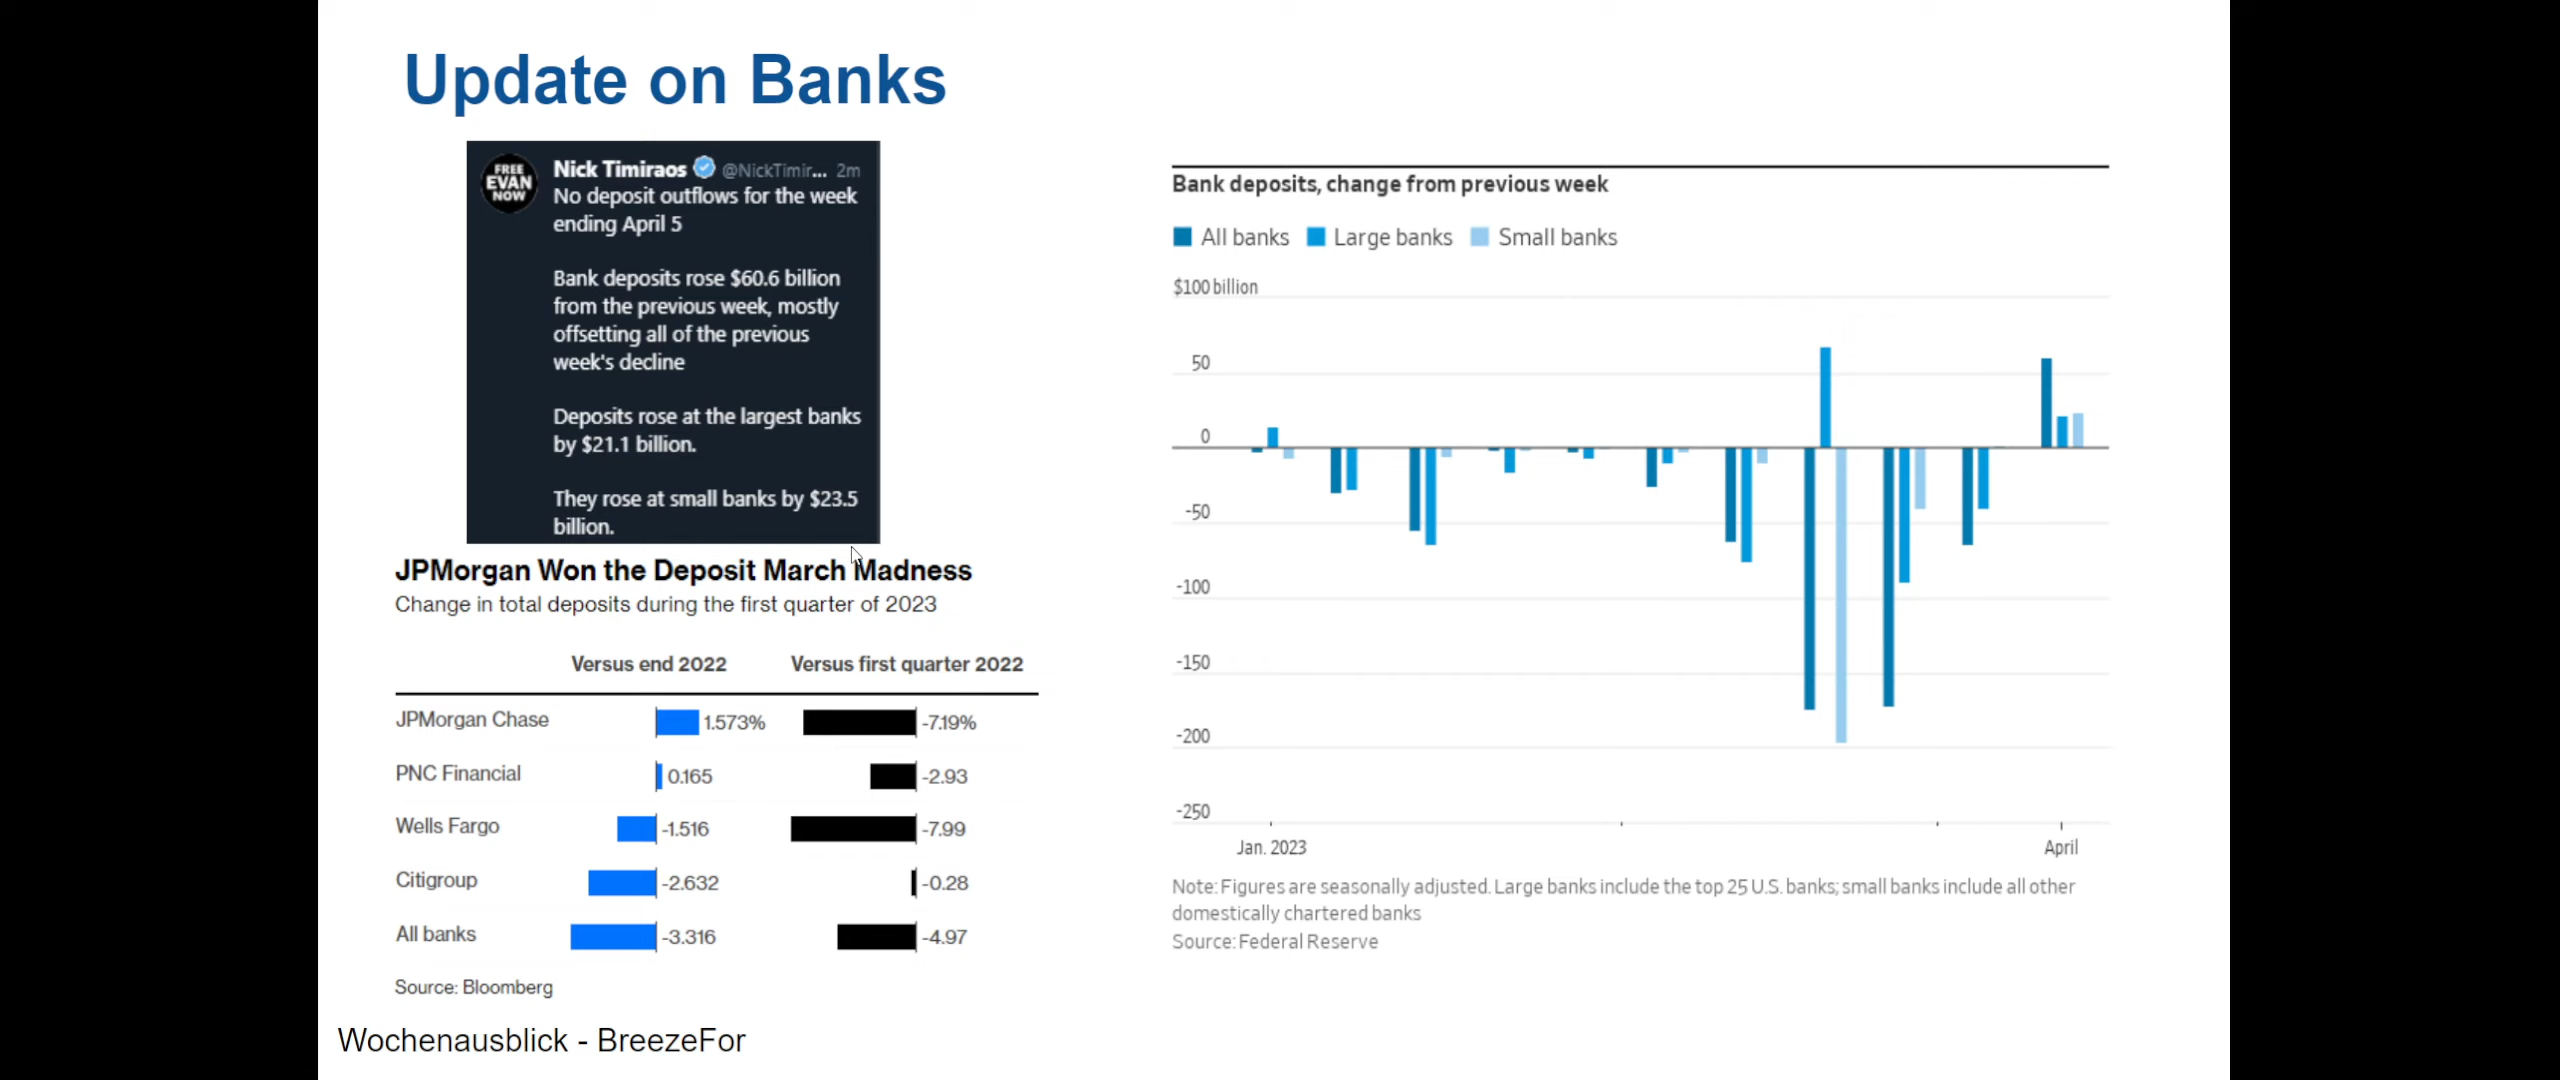 Update on Banks
FREE
EVAN
NOW
Nick Timiraos @NickTimir... 2m
No deposit outflows for the week
ending April 5
Bank deposits rose $60.6 billion
from the previous week, mostly
offsetting all of the previous
week's decline
Deposits rose at the largest banks
by $21.1 billion.
They rose at small banks by $23.5
billion.
JPMorgan Won the Deposit March Madness
Change in total deposits during the first quarter of 2023
Versus end 2022 Versus first quarter 2022
JPMorgan Chase 1.573% -7.19%
PNC Financial 0.165 -2.93
Wells Fargo -1.516 -7.99
Citigroup -2.632 -0.28
All banks -3.316 -4.97
Source: Bloomberg
Bank deposits, change from previous week
All banks Large banks Small banks
$100 billion
50
0
-50
-100
-150
-200
-250
Jan. 2023 April
Note: Figures are seasonally adjusted. Large banks include the top 25 U.S. banks; small banks include all other
domestically chartered banks
Source: Federal Reserve
Wochenausblick - BreezeFor